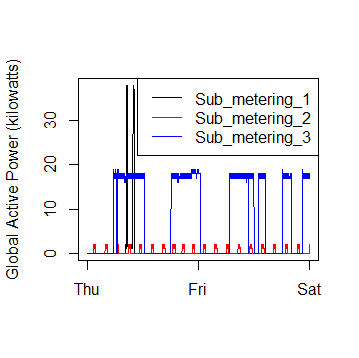 Global Active Power (kilowatts)
30
20
10
0
Sub_metering_1
Sub_metering_2
Sub_metering_3
Thu Fri Sat